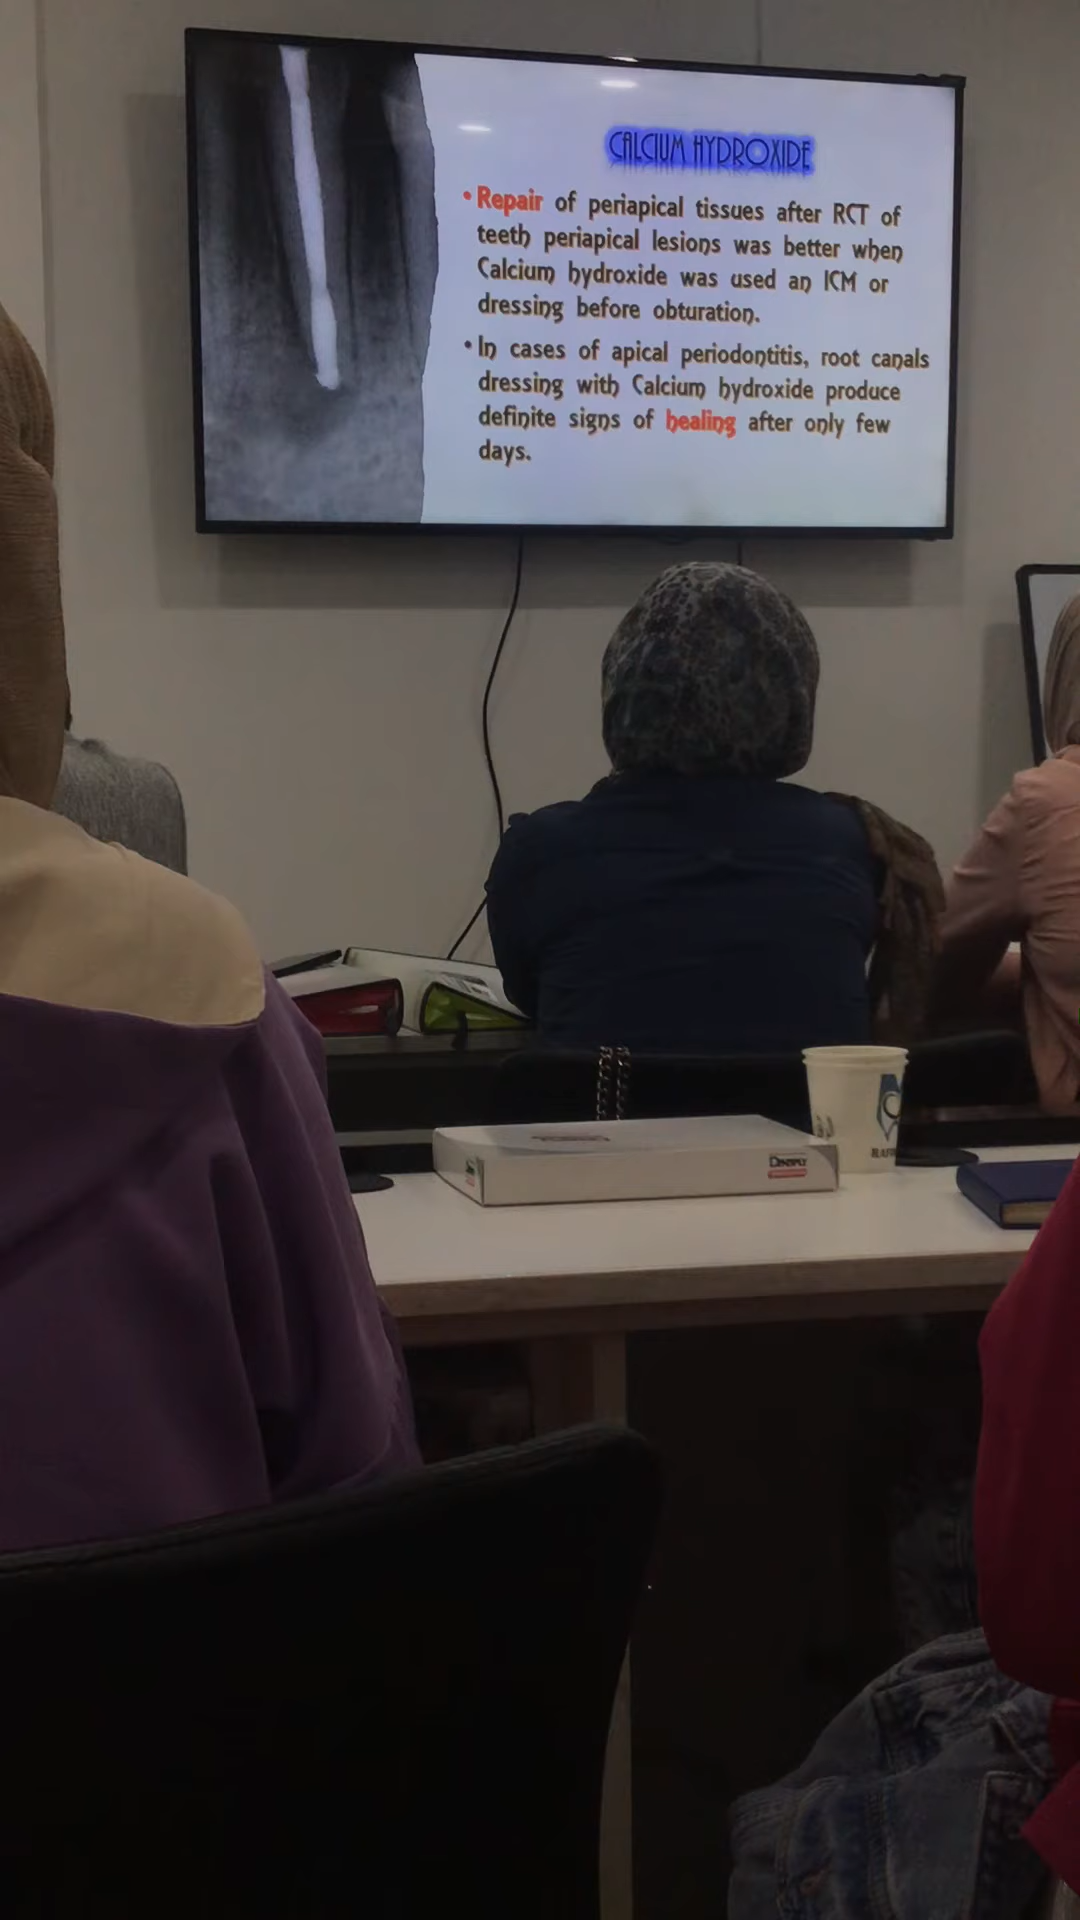 CALCIUM HYDROXIDE
• Repair of periapical tissues after RCT of
teeth periapical lesions was better when
Calcium hydroxide was used an ICM or
dressing before obturation.
• In cases of apical periodontitis, root canals
dressing with Calcium hydroxide produce
definite signs of healing after only few
days.
DENTSPLY